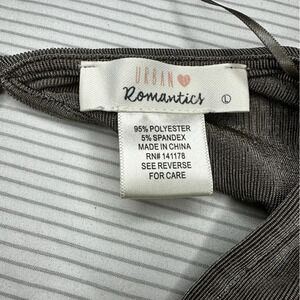 URBAN
Romantics
L
95% POLYESTER
5% SPANDEX
MADE IN CHINA
RN# 141178
SEE REVERSE
FOR CARE